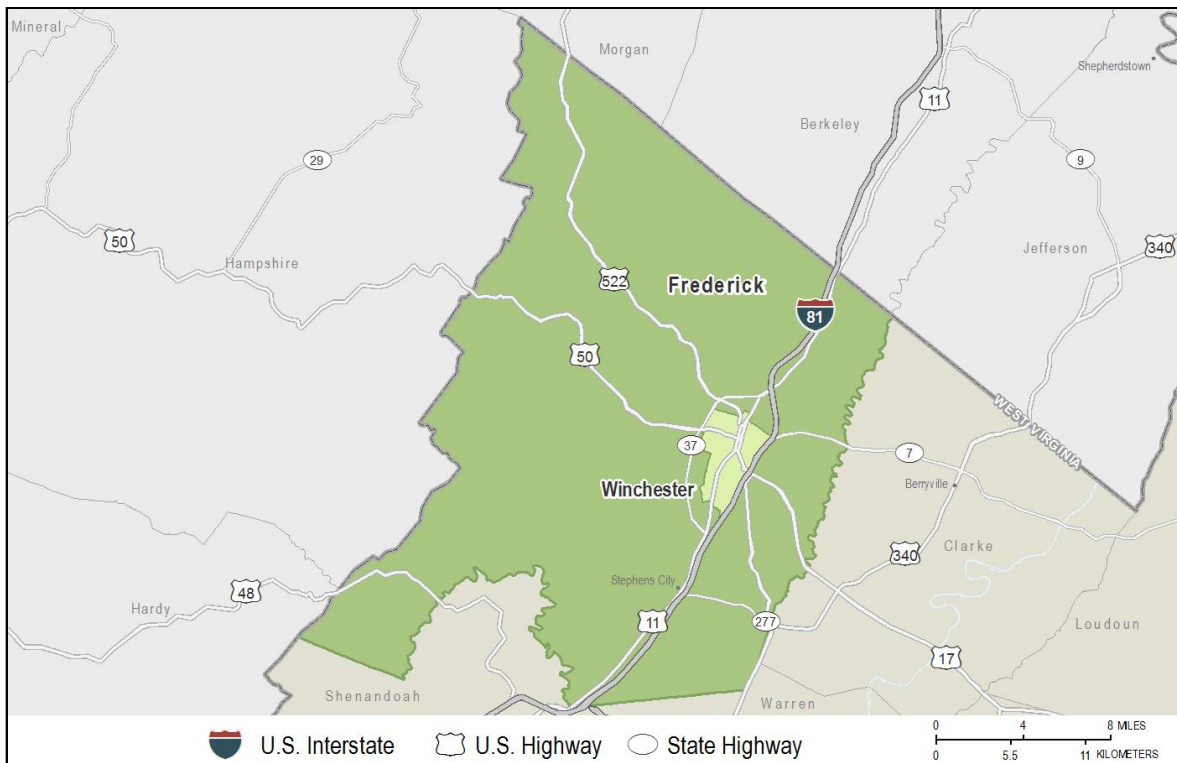 Mineral
Morgan
Shepherdstown
11
Berkeley
29
9
50
Hampshire
Jefferson
340
522
Frederick
81
50
WEST VIRGINIA
37
7
Winchester
Berryville
340
Clarke
Stephens City
48
Hardy
11
277
Loudoun
17
Shenandoah
Warren
U.S. Interstate
U.S. Highway
State Highway
0 4 8 MILES
0 5.5 11 KILOMETERS